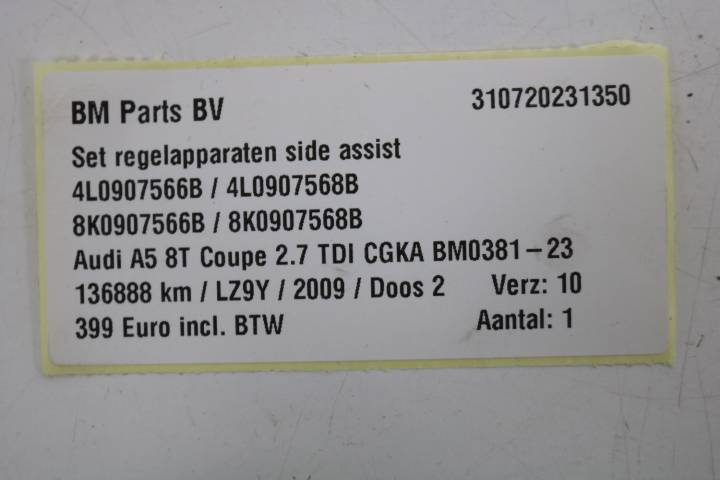 BM Parts BV 310720231350
Set regelapparaten side assist
4L0907566B / 4L0907568B
8K0907566B / 8K0907568B
Audi A5 8T Coupe 2.7 TDI CGKA BM0381-23
136888 km / LZ9Y / 2009 / Doos 2 Verz: 10
399 Euro incl. BTW Aantal: 1